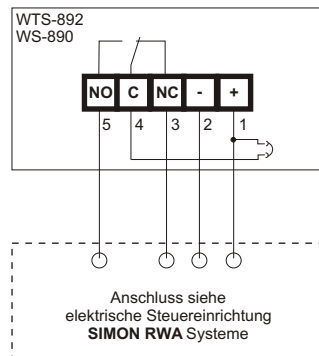 WTS-892
WS-890
NO C NC - +
5 4 3 2 1
Anschluss siehe
elektrische Steuereinrichtung
SIMON RWA Systeme